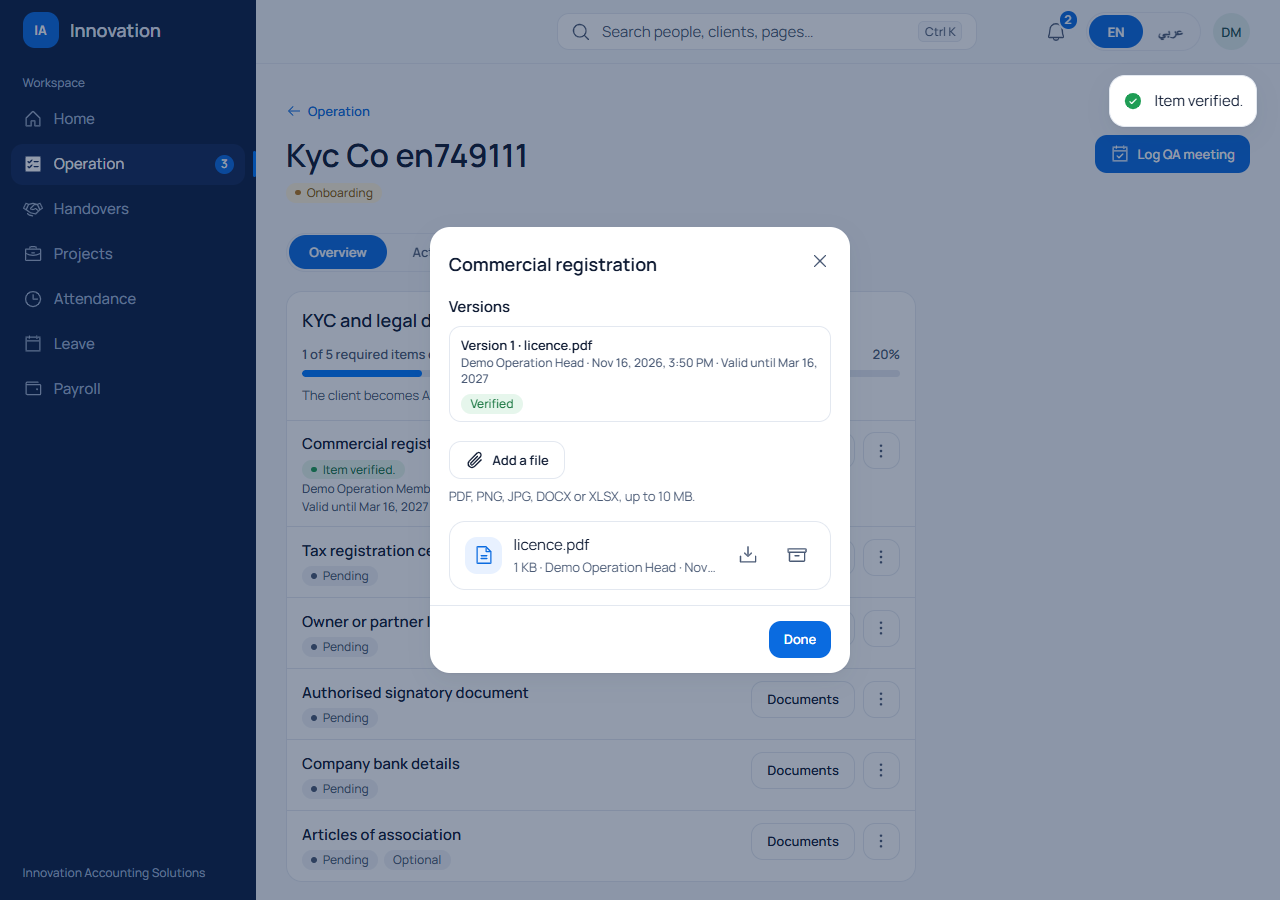 IA
Innovation
Search people, clients, pages...
Ctrl K
2
EN
عربي
DM
Workspace
Home
Operation
3
Handovers
Projects
Attendance
Leave
Payroll
Innovation Accounting Solutions
Item verified.
Operation
Kyc Co en749111
Onboarding
Log QA meeting
Overview
Act
KYC and legal d
1 of 5 required items
20%
The client becomes A
Commercial regist
Item verified.
Demo Operation Memb
Valid until Mar 16, 2027
Tax registration ce
Pending
Owner or partner I
Pending
Authorised signatory document
Pending
Documents
Company bank details
Pending
Documents
Articles of association
Pending
Optional
Documents
Commercial registration
Versions
Version 1 · licence.pdf
Demo Operation Head · Nov 16, 2026, 3:50 PM · Valid until Mar 16,
2027
Verified
Add a file
PDF, PNG, JPG, DOCX or XLSX, up to 10 MB.
licence.pdf
1 KB · Demo Operation Head · Nov...
Done